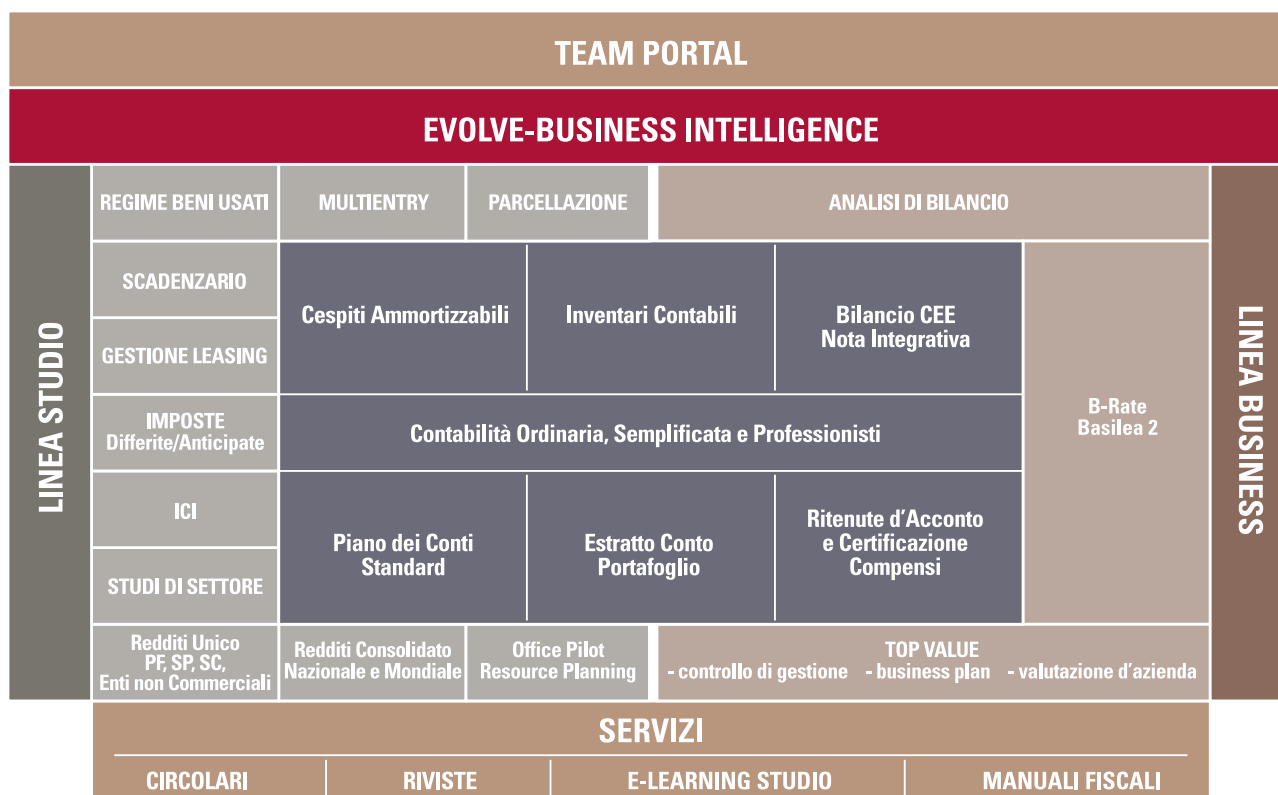 TEAM PORTAL
EVOLVE-BUSINESS INTELLIGENCE
LINEA STUDIO
REGIME BENI USATI
MULTIENTRY
PARCELLAZIONE
ANALISI DI BILANCIO
LINEA BUSINESS
SCADENZARIO
GESTIONE LEASING
Cespiti Ammortizzabili
Inventari Contabili
Bilancio CEE
Nota Integrativa
B-Rate
Basilea 2
IMPOSTE
Differite/Anticipate
Contabilità Ordinaria, Semplificata e Professionisti
ICI
STUDI DI SETTORE
Piano dei Conti
Standard
Estratto Conto
Portafoglio
Ritenute d'Acconto
e Certificazione
Compensi
Redditi Unico
PF, SP, SC,
Enti non Commerciali
Redditi Consolidato
Nazionale e Mondiale
Office Pilot
Resource Planning
TOP VALUE
- controllo di gestione - business plan - valutazione d'azienda
SERVIZI
CIRCOLARI
RIVISTE
E-LEARNING STUDIO
MANUALI FISCALI